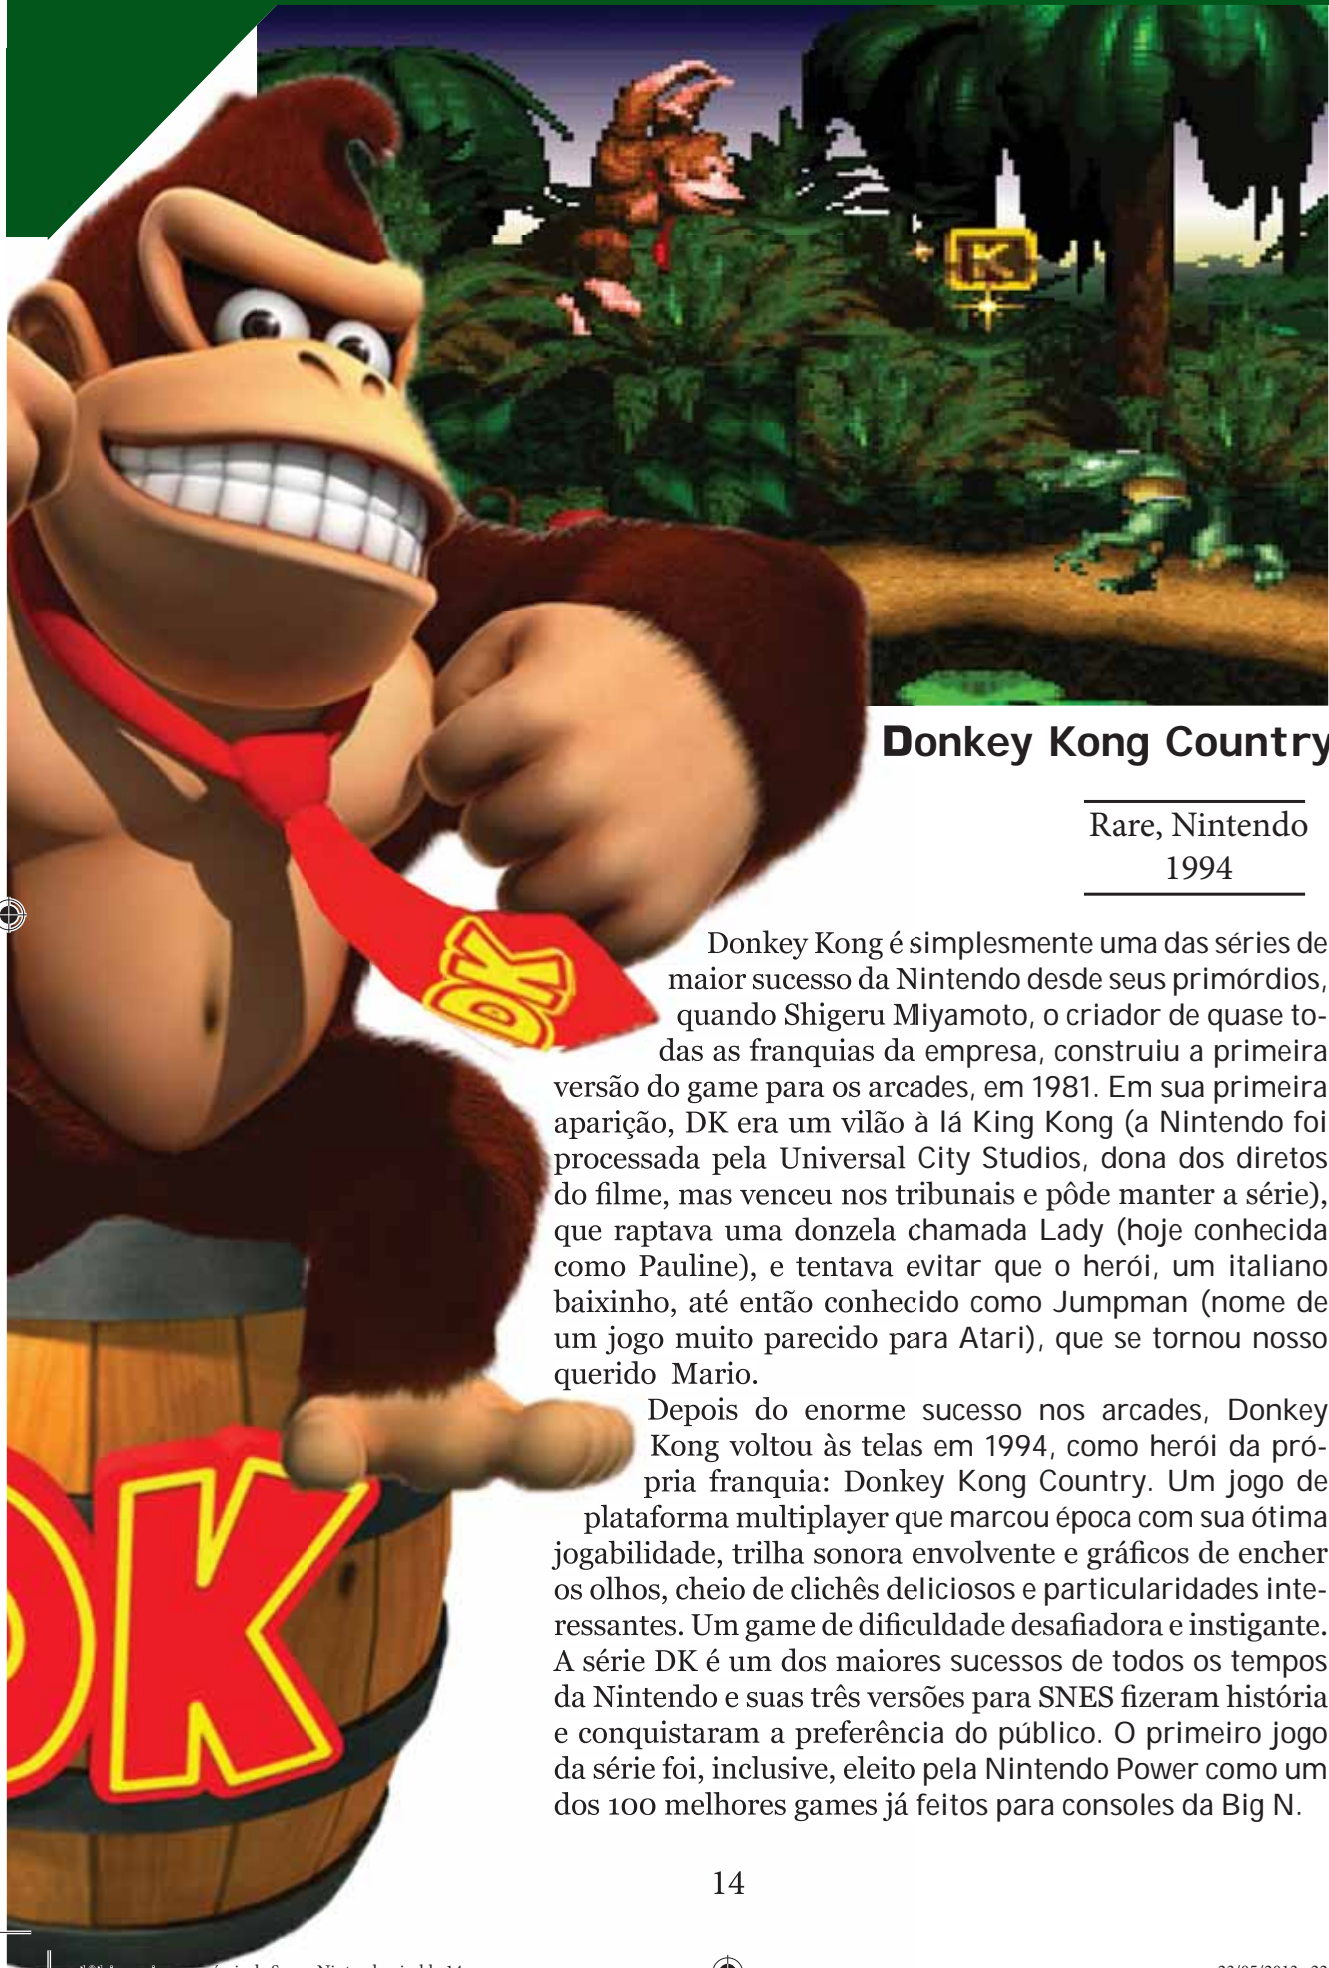 K
Donkey Kong Country
Rare, Nintendo
1994
Donkey Kong é simplesmente uma das séries de
maior sucesso da Nintendo desde seus primórdios,
quando Shigeru Miyamoto, o criador de quase to-
das as franquias da empresa, construiu a primeira
versão do game para os arcades, em 1981. Em sua primeira
aparição, DK era um vilão à lá King Kong (a Nintendo foi
processada pela Universal City Studios, dona dos diretos
do filme, mas venceu nos tribunais e pôde manter a série),
que raptava uma donzela chamada Lady (hoje conhecida
como Pauline), e tentava evitar que o herói, um italiano
baixinho, até então conhecido como Jumpman (nome de
um jogo muito parecido para Atari), que se tornou nosso
querido Mario.
Depois do enorme sucesso nos arcades, Donkey
Kong voltou às telas em 1994, como herói da pró-
pria franquia: Donkey Kong Country. Um jogo de
plataforma multiplayer que marcou época com sua ótima
jogabilidade, trilha sonora envolvente e gráficos de encher
os olhos, cheio de clichês deliciosos e particularidades inte-
ressantes. Um game de dificuldade desafiadora e instigante.
A série DK é um dos maiores sucessos de todos os tempos
da Nintendo e suas três versões para SNES fizeram história
e conquistaram a preferência do público. O primeiro jogo
da série foi, inclusive, eleito pela Nintendo Power como um
dos 100 melhores games já feitos para consoles da Big N.
DK
DK
14